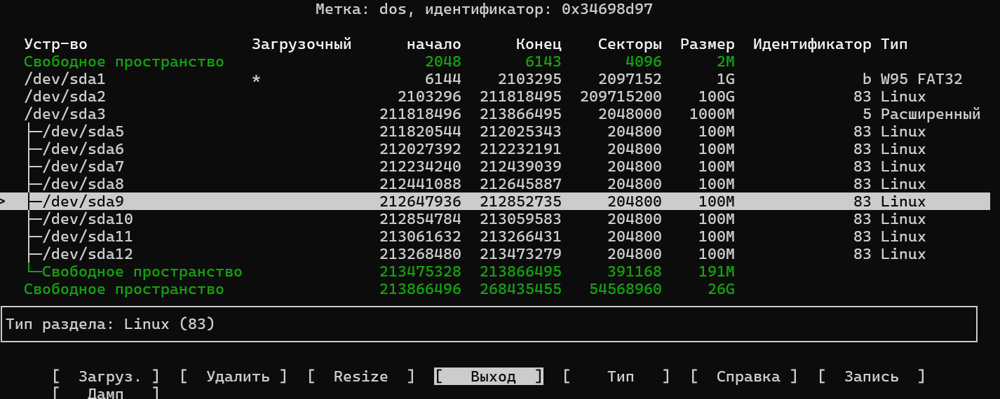 Метка: dos, идентификатор: 0x34698d97
Устр-во Загрузочный начало Конец Секторы Размер Идентификатор Тип
Свободное пространство 2048 6143 4096 2M
/dev/sda1 * 6144 2103295 2097152 1G b W95 FAT32
/dev/sda2 2103296 211818495 209715200 100G 83 Linux
/dev/sda3 211818496 213866495 2048000 1000M 5 Расширенный
├─/dev/sda5 211820544 212025343 204800 100M 83 Linux
├─/dev/sda6 212027392 212232191 204800 100M 83 Linux
├─/dev/sda7 212234240 212439039 204800 100M 83 Linux
├─/dev/sda8 212441088 212645887 204800 100M 83 Linux
> ├─/dev/sda9 212647936 212852735 204800 100M 83 Linux
├─/dev/sda10 212854784 213059583 204800 100M 83 Linux
├─/dev/sda11 213061632 213266431 204800 100M 83 Linux
├─/dev/sda12 213268480 213473279 204800 100M 83 Linux
└─Свободное пространство 213475328 213866495 391168 191M
Свободное пространство 213866496 268435455 54568960 26G
Тип раздела: Linux (83)
[ Загруз. ] [ Удалить ] [ Resize ] [ Выход ] [ Тип ] [ Справка ] [ Запись ]
[ Дамп ]